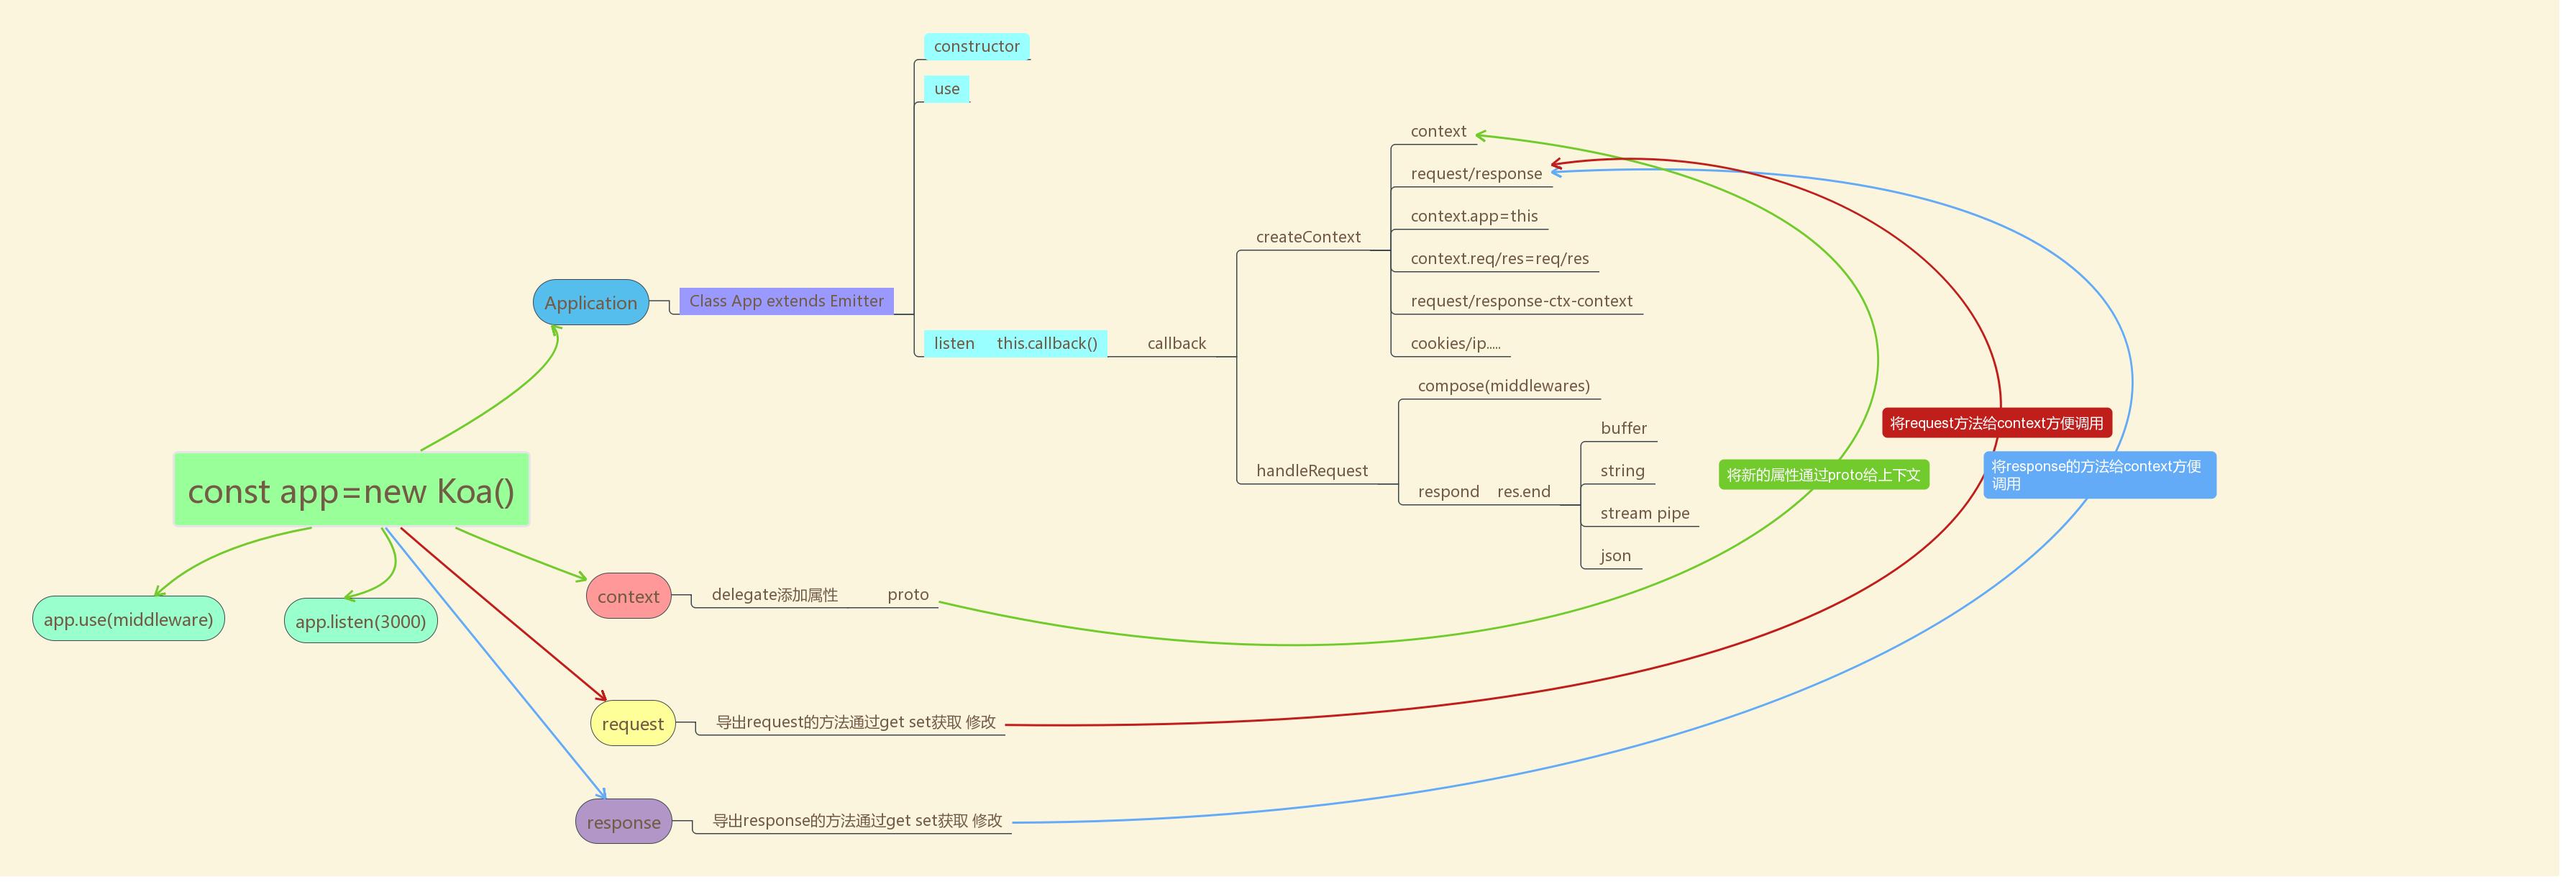 constructor
use
context
request/response
context.app=this
createContext
context.req/res=req/res
Application
Class App extends Emitter
request/response-ctx-context
listen this.callback()
callback
cookies/ip.....
compose(middlewares)
buffer
handleRequest
string
respond res.end
stream pipe
json
将request方法给context方便调用
将新的属性通过proto给上下文
将response的方法给context方便
调用
const app=new Koa()
app.use(middleware)
app.listen(3000)
context
delegate添加属性 proto
request
导出request的方法通过get set获取 修改
response
导出response的方法通过get set获取 修改